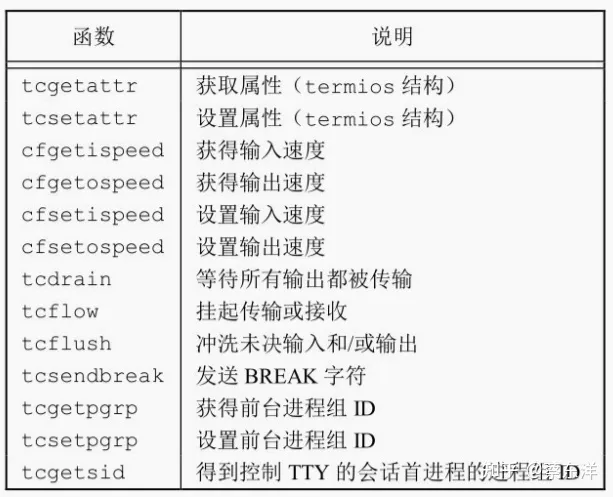 函数 说明
tcgetattr 获取属性（termios 结构）
tcsetattr 设置属性（termios 结构）
cfgetispeed 获得输入速度
cfgetospeed 获得输出速度
cfsetispeed 设置输入速度
cfsetospeed 设置输出速度
tcdrain 等待所有输出都被传输
tcflow 挂起传输或接收
tcflush 冲洗未决输入和/或输出
tcsendbreak 发送 BREAK 字符
tcgetpgrp 获得前台进程组 ID
tcsetpgrp 设置前台进程组 ID
tcgetsid 得到控制 TTY 的会话首进程的进程组 ID